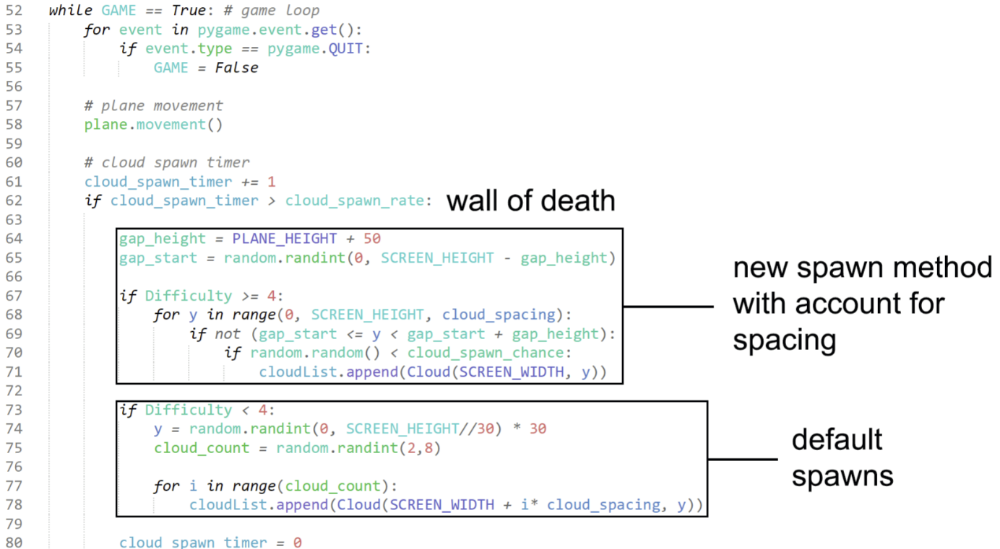 52 while GAME == True: # game loop
53 for event in pygame.event.get():
54 if event.type == pygame.QUIT:
55 GAME = False
56
57 # plane movement
58 plane.movement()
59
60 # cloud spawn timer
61 cloud_spawn_timer += 1
62 if cloud_spawn_timer > cloud_spawn_rate: wall of death
63
64 gap_height = PLANE_HEIGHT + 50
65 gap_start = random.randint(0, SCREEN_HEIGHT - gap_height)
66
67 if Difficulty >= 4:
68 for y in range(0, SCREEN_HEIGHT, cloud_spacing):
69 if not (gap_start <= y < gap_start + gap_height):
70 if random.random() < cloud_spawn_chance:
71 cloudList.append(Cloud(SCREEN_WIDTH, y))
new spawn method
with account for
spacing
72
73 if Difficulty < 4:
74 y = random.randint(0, SCREEN_HEIGHT//30) * 30
75 cloud_count = random.randint(2,8)
76
77 for i in range(cloud_count):
78 cloudList.append(Cloud(SCREEN_WIDTH + i* cloud_spacing, y))
default
spawns
79
80 cloud_spawn_timer = 0